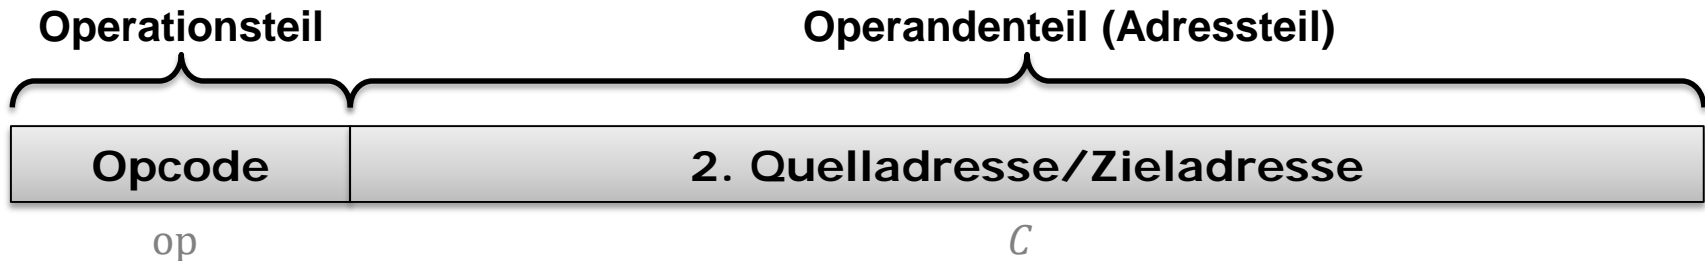 Operationsteil Operandenteil (Adressteil)
Opcode 2. Quelladresse/Zieladresse
op C